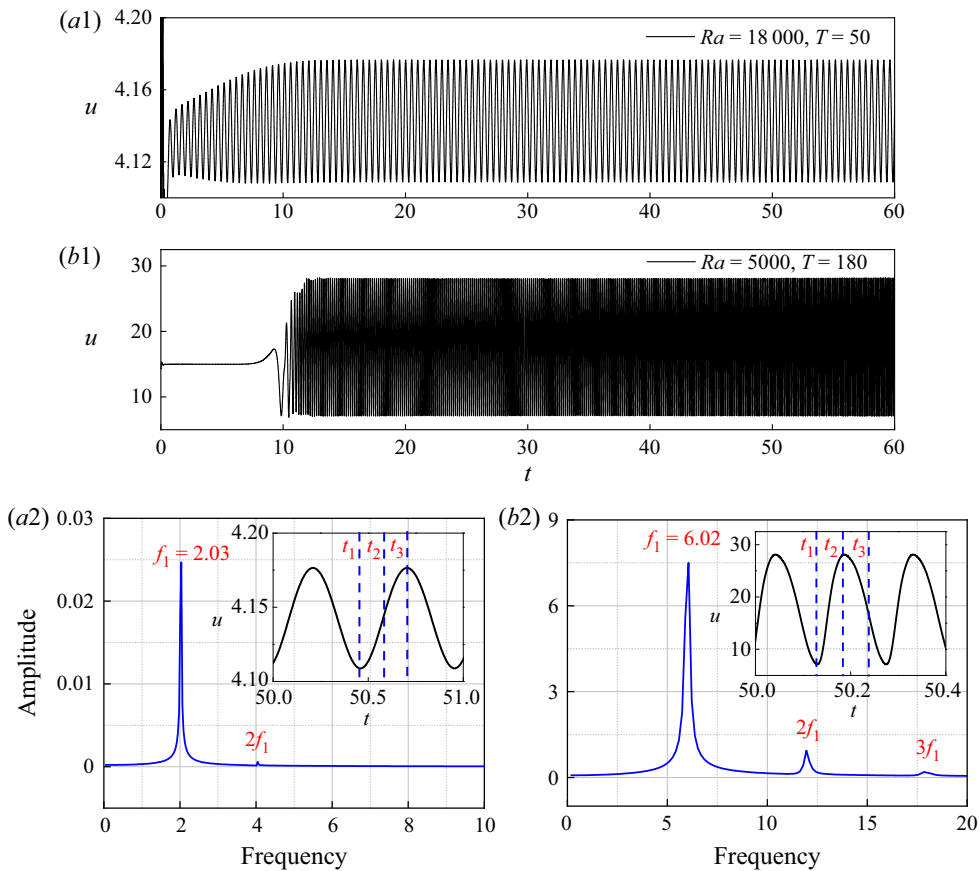 (a1)
4.20
4.16
4.12
u
Ra = 18 000, T = 50
0 10 20 30 40 50 60
(b1)
30
20
10
u
Ra = 5000, T = 180
0 10 20 30 40 50 60
t
(a2)
0.03
0.02
0.01
0
Amplitude
f1 = 2.03
2f1
4.20
4.15
4.10
u
t1 t2 t3
50.0 50.5 51.0
t
0 2 4 6 8 10
Frequency
(b2)
9
6
3
0
f1 = 6.02
2f1
3f1
30
20
10
u
t1 t2 t3
50.0 50.2 50.4
t
0 5 10 15 20
Frequency